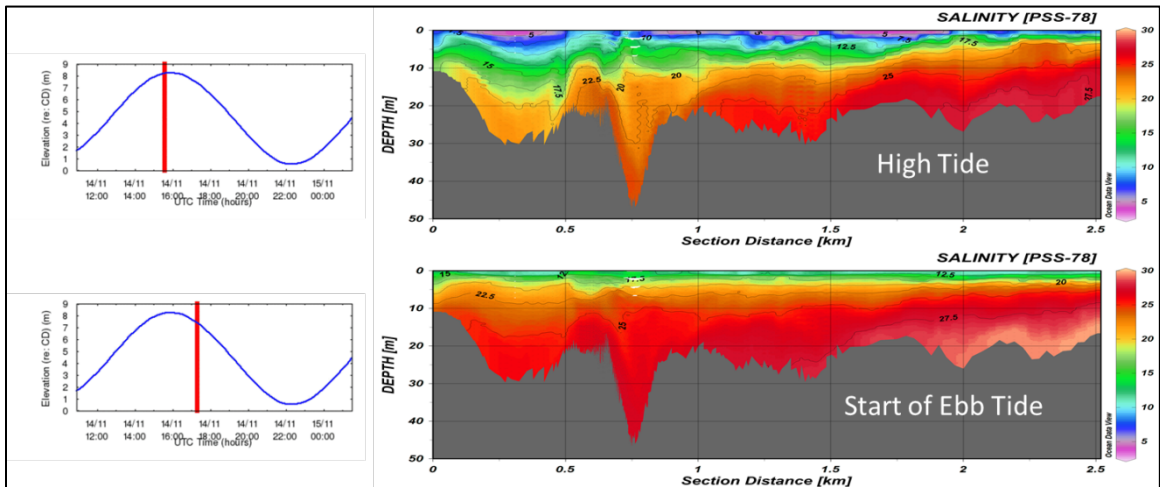 SALINITY [PSS-78]
Elevation (re: CD) (m)
9
8
7
6
5
4
3
2
1
0
14/11 14/11 14/11 14/11 14/11 14/11 15/11
12:00 14:00 16:00 18:00 20:00 22:00 00:00
UTC Time (hours)
DEPTH [m]
0
10
20
30
40
50
5 10 5 5 7.5 17.5
12.5
15
22.5 20 25
17.5 20
High Tide
0 0.5 1 1.5 2 2.5
Section Distance [km]
30
25
20
15
10
5
Ocean Data View
SALINITY [PSS-78]
Elevation (re: CD) (m)
9
8
7
6
5
4
3
2
1
0
14/11 14/11 14/11 14/11 14/11 14/11 15/11
12:00 14:00 16:00 18:00 20:00 22:00 00:00
UTC Time (hours)
DEPTH [m]
0
10
20
30
40
50
15 12.5
20
22.5
25 27.5
Start of Ebb Tide
0 0.5 1 1.5 2 2.5
Section Distance [km]
30
25
20
15
10
5
Ocean Data View